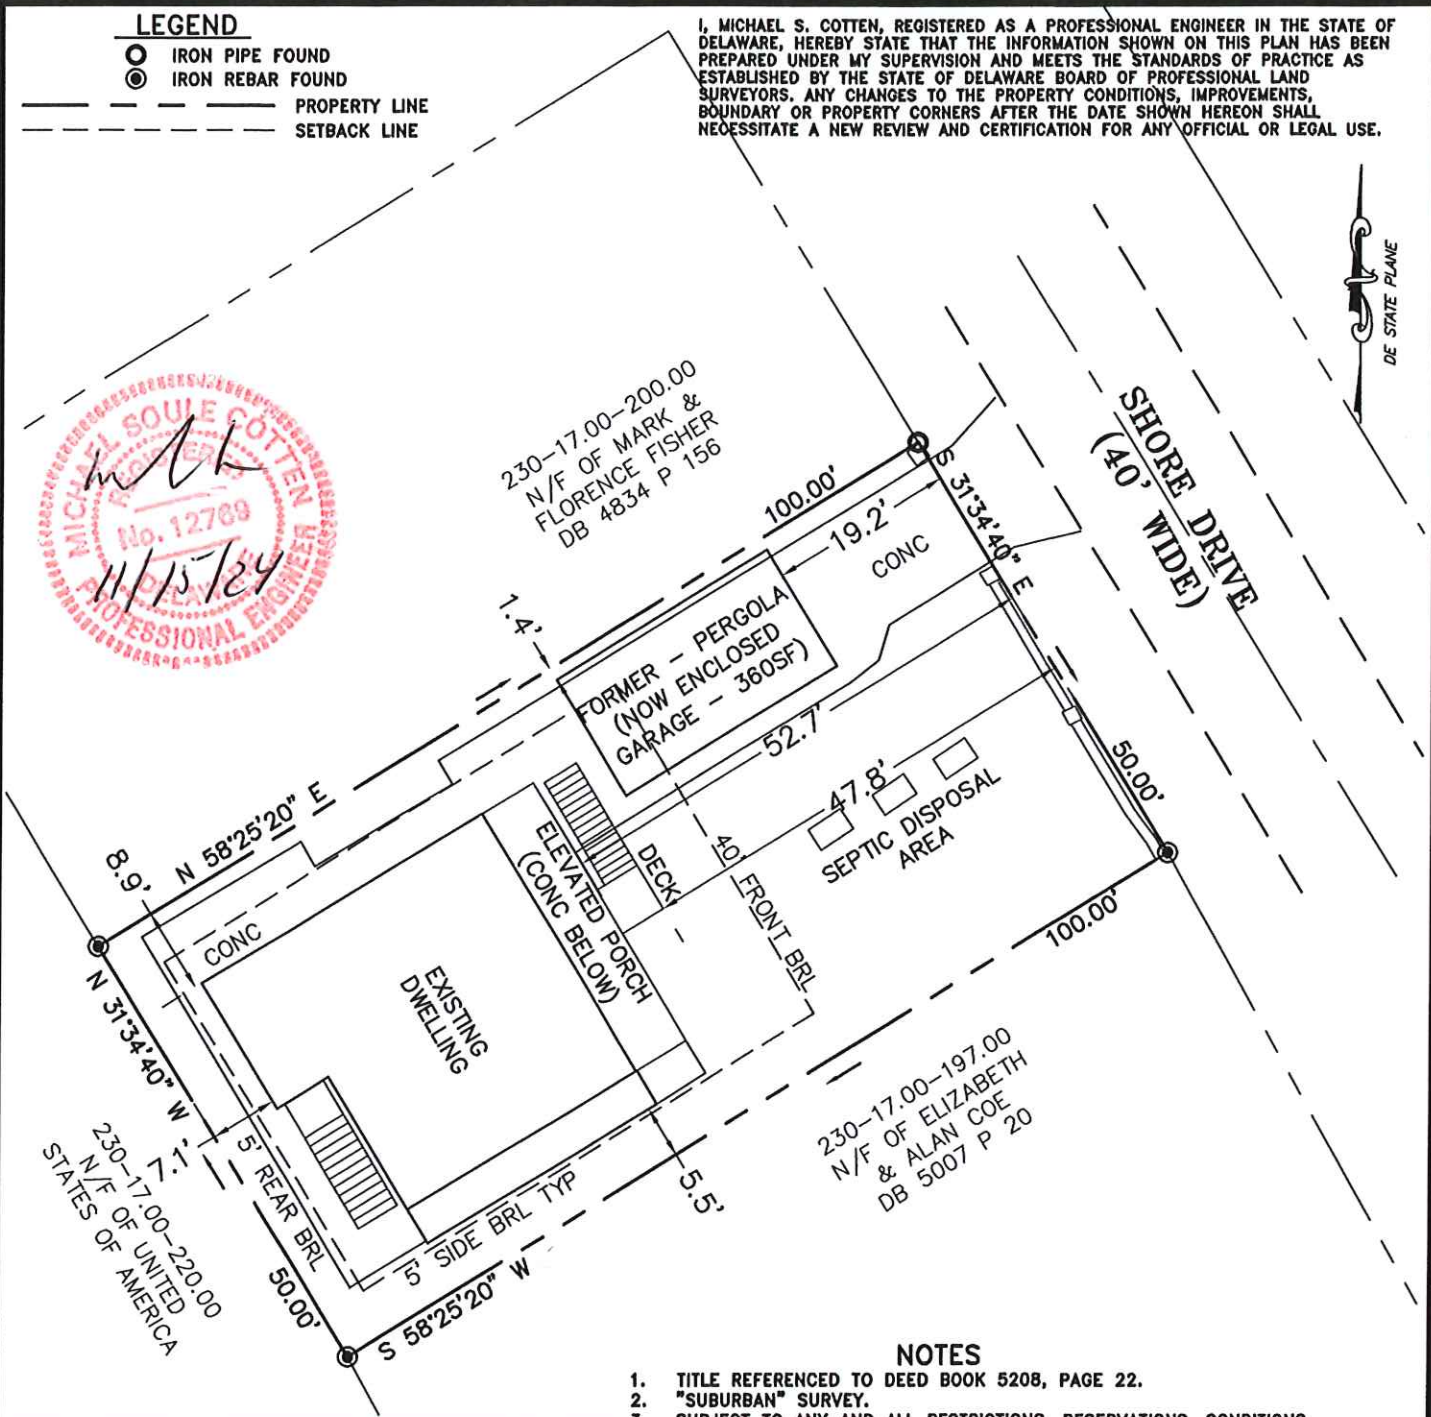 LEGEND
IRON PIPE FOUND
IRON REBAR FOUND
PROPERTY LINE
SETBACK LINE
I, MICHAEL S. COTTEN, REGISTERED AS A PROFESSIONAL ENGINEER IN THE STATE OF
DELAWARE, HEREBY STATE THAT THE INFORMATION SHOWN ON THIS PLAN HAS BEEN
PREPARED UNDER MY SUPERVISION AND MEETS THE STANDARDS OF PRACTICE AS
ESTABLISHED BY THE STATE OF DELAWARE BOARD OF PROFESSIONAL LAND
SURVEYORS. ANY CHANGES TO THE PROPERTY CONDITIONS, IMPROVEMENTS,
BOUNDARY OR PROPERTY CORNERS AFTER THE DATE SHOWN HEREON SHALL
NECESSITATE A NEW REVIEW AND CERTIFICATION FOR ANY OFFICIAL OR LEGAL USE.
DE STATE PLANE
SHORE DRIVE
(40' WIDE)
MICHAEL SOULE COTTEN
REGISTERED
No. 12769
DELAWARE
PROFESSIONAL ENGINEER
11/15/24
230-17.00-200.00
N/F OF MARK &
FLORENCE FISHER
DB 4834 P 156
100.00'
19.2'
CONC
S 31°34'40" E
50.00'
1.4'
FORMER - PERGOLA
(NOW ENCLOSED
GARAGE - 360SF)
52.7'
47.8'
SEPTIC DISPOSAL
AREA
N 58°25'20" E
8.9'
CONC
ELEVATED PORCH
(CONC BELOW)
DECK
40' FRONT BRL
EXISTING
DWELLING
100.00'
N 31°34'40" W
50.00'
7.1'
5' REAR BRL
5' SIDE BRL TYP
5.5'
S 58°25'20" W
230-17.00-220.00
N/F OF UNITED
STATES OF AMERICA
230-17.00-197.00
N/F OF ELIZABETH
& ALAN COE
DB 5007 P 20
NOTES
1. TITLE REFERENCED TO DEED BOOK 5208, PAGE 22.
2. "SUBURBAN" SURVEY.
3. SUBJECT TO ANY AND ALL RESTRICTIONS, RESERVATIONS, CONDITIONS,